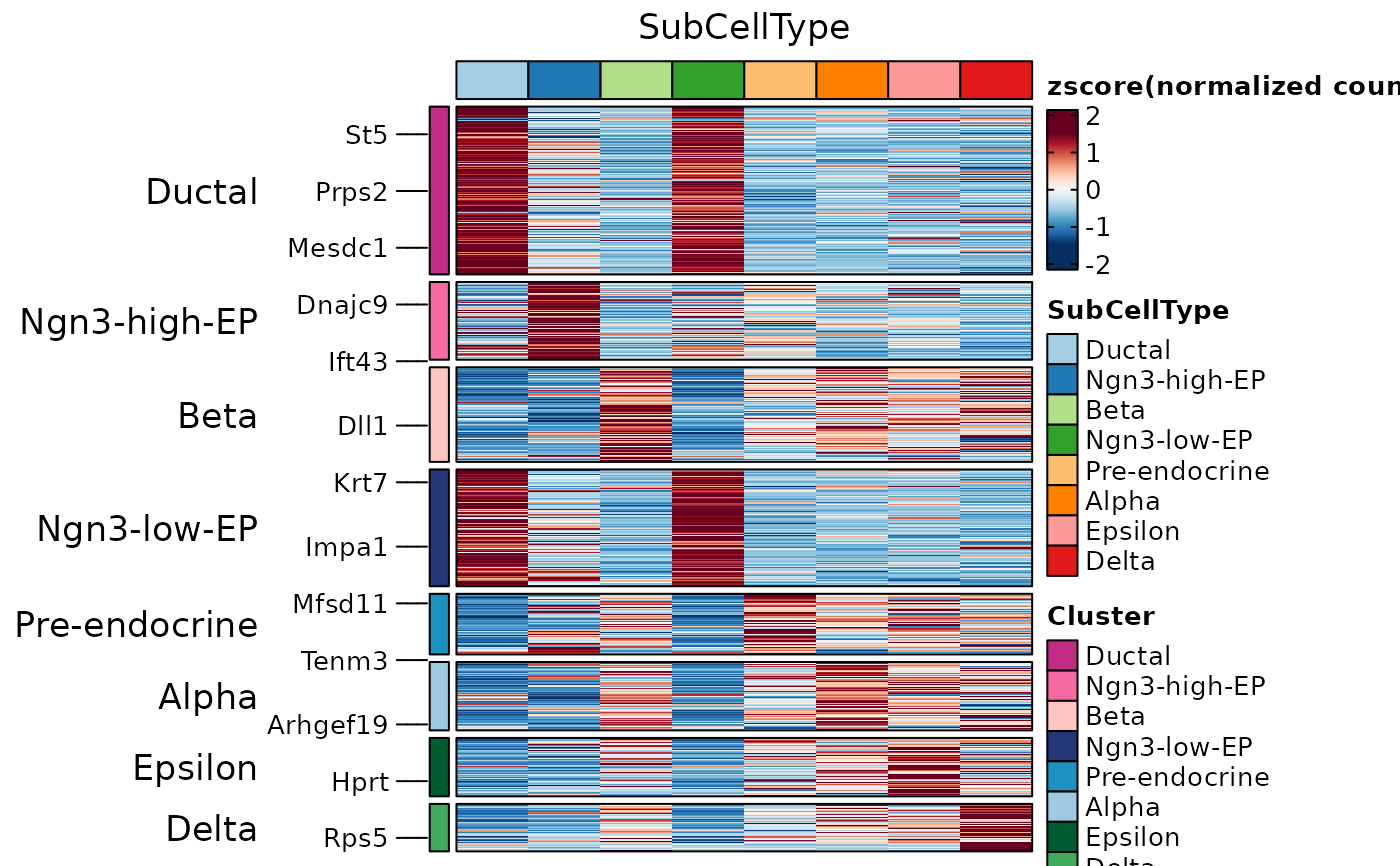 SubCellType
Ductal
Ngn3-high-EP
Beta
Ngn3-low-EP
Pre-endocrine
Alpha
Epsilon
Delta
St5
Prps2
Mesdc1
Dnajc9
Ift43
Dll1
Krt7
Impa1
Mfsd11
Tenm3
Arhgef19
Hprt
Rps5
zscore(normalized coun
2
1
0
-1
-2
SubCellType
Ductal
Ngn3-high-EP
Beta
Ngn3-low-EP
Pre-endocrine
Alpha
Epsilon
Delta
Cluster
Ductal
Ngn3-high-EP
Beta
Ngn3-low-EP
Pre-endocrine
Alpha
Epsilon
Delta